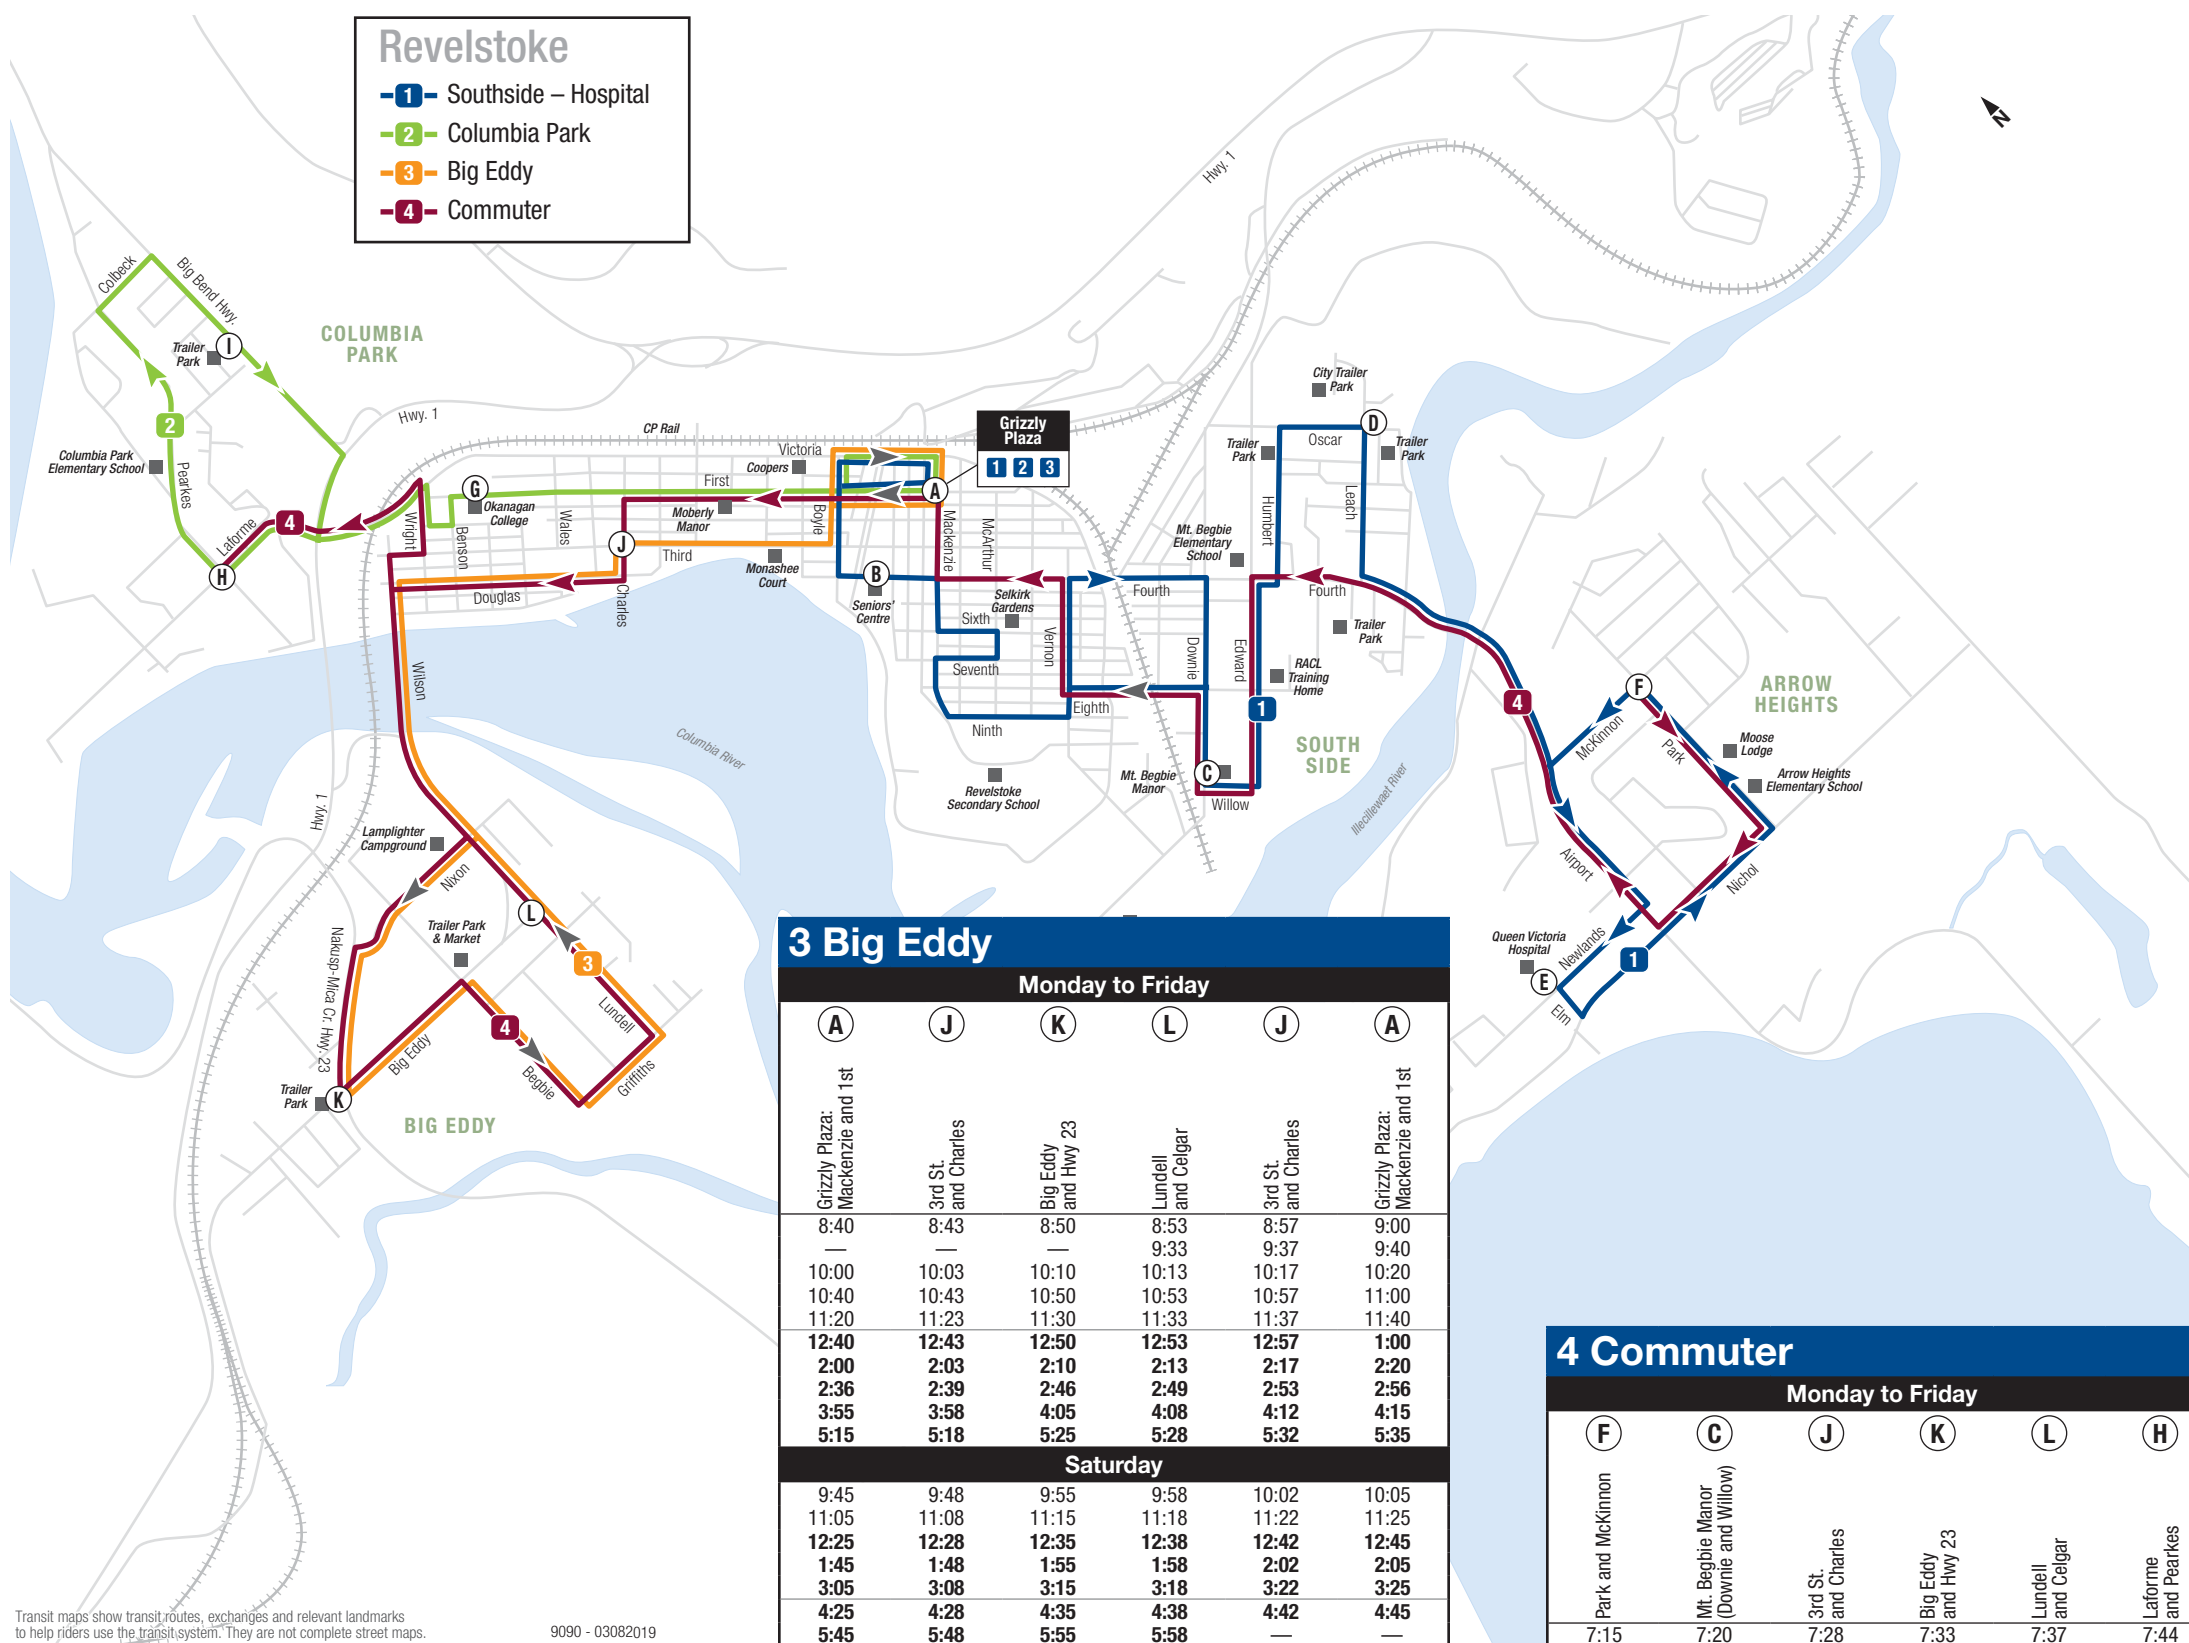 Revelstoke
1 Southside – Hospital
2 Columbia Park
3 Big Eddy
4 Commuter
N
Hwy. 1
Colbeck
Big Bend Hwy.
Trailer
Park
I
COLUMBIA
PARK
2
Columbia Park
Elementary School
Pearkes
Laforme
4
H
Hwy. 1
CP Rail
Victoria
Coopers
First
G
Okanagan
College
Wright
Benson
Wales
Moberly
Manor
Boyle
J
Third
Monashee
Court
Douglas
Charles
Grizzly
Plaza
1 2 3
A
Mackenzie
McArthur
B
Seniors'
Centre
Selkirk
Gardens
Sixth
Seventh
Vernon
Ninth
Eighth
Fourth
Downie
Revelstoke
Secondary School
Mt. Begbie
Manor
C
Willow
Edward
1
RACL
Training
Home
SOUTH
SIDE
City Trailer
Park
D
Oscar
Trailer
Park
Trailer
Park
Humbert
Leach
Mt. Begbie
Elementary
School
Fourth
Trailer
Park
Illecillewaet River
4
F
McKinnon
Park
ARROW
HEIGHTS
Moose
Lodge
Arrow Heights
Elementary School
Airport
Nichol
Queen Victoria
Hospital
Newlands
1
E
Elm
Wilson
Columbia River
Hwy. 1
Lamplighter
Campground
Nixon
L
Trailer Park
& Market
3
Nakusp-Mica Cr. Hwy. 23
Lundell
4
Big Eddy
Begbie
Griffiths
Trailer
Park
K
BIG EDDY
3 Big Eddy
Monday to Friday
A J K L J A
Grizzly Plaza:
Mackenzie and 1st
3rd St.
and Charles
Big Eddy
and Hwy 23
Lundell
and Celgar
3rd St.
and Charles
Grizzly Plaza:
Mackenzie and 1st
8:40 8:43 8:50 8:53 8:57 9:00
— — — 9:33 9:37 9:40
10:00 10:03 10:10 10:13 10:17 10:20
10:40 10:43 10:50 10:53 10:57 11:00
11:20 11:23 11:30 11:33 11:37 11:40
12:40 12:43 12:50 12:53 12:57 1:00
2:00 2:03 2:10 2:13 2:17 2:20
2:36 2:39 2:46 2:49 2:53 2:56
3:55 3:58 4:05 4:08 4:12 4:15
5:15 5:18 5:25 5:28 5:32 5:35
Saturday
9:45 9:48 9:55 9:58 10:02 10:05
11:05 11:08 11:15 11:18 11:22 11:25
12:25 12:28 12:35 12:38 12:42 12:45
1:45 1:48 1:55 1:58 2:02 2:05
3:05 3:08 3:15 3:18 3:22 3:25
4:25 4:28 4:35 4:38 4:42 4:45
5:45 5:48 5:55 5:58 — —
4 Commuter
Monday to Friday
F C J K L H
Park and McKinnon
Mt. Begbie Manor
(Downie and Willow)
3rd St.
and Charles
Big Eddy
and Hwy 23
Lundell
and Celgar
Laforme
and Pearkes
7:15 7:20 7:28 7:33 7:37 7:44
Transit maps show transit routes, exchanges and relevant landmarks
to help riders use the transit system. They are not complete street maps.
9090 - 03082019